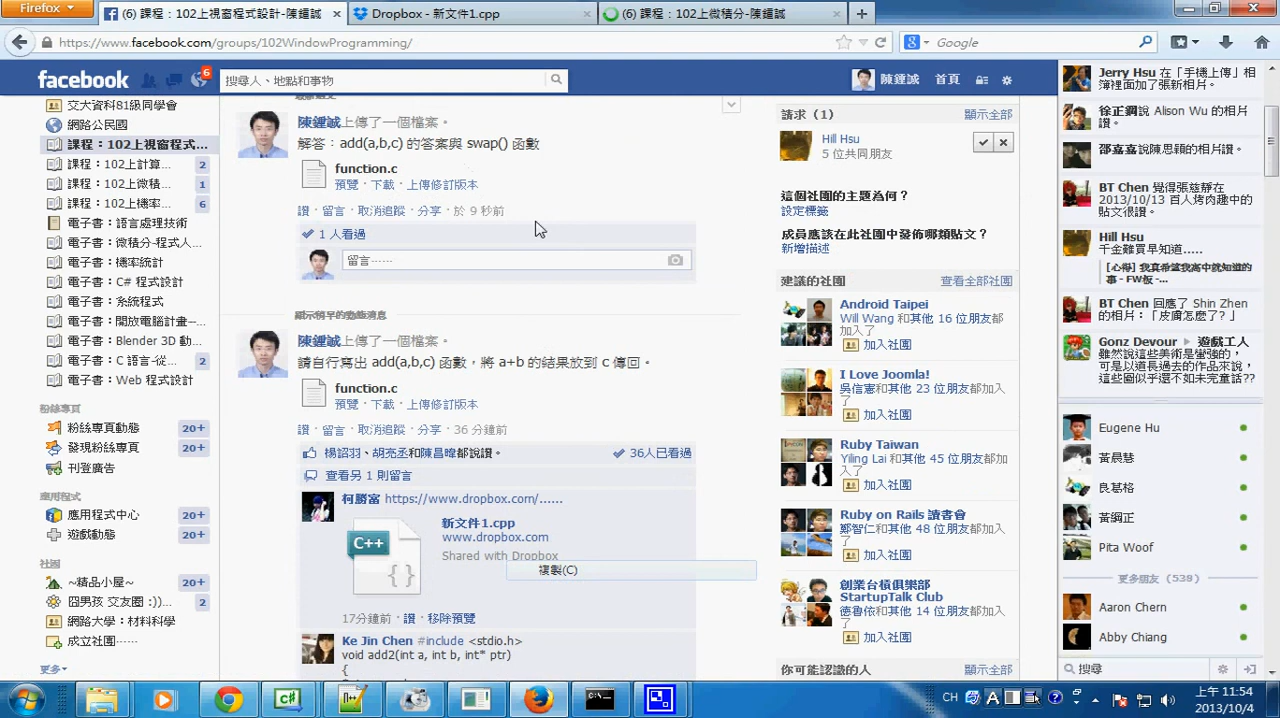 Firefox
(6) 課程：102上視窗程式設計-陳鍾誠
Dropbox - 新文件1.cpp
(6) 課程：102上微積分-陳鍾誠
https://www.facebook.com/groups/102WindowProgramming/
Google
facebook
6
搜尋人、地點和事物
陳鍾誠
首頁
交大資科81級同學會
網路公民國
課程：102上視窗程式...
課程：102上計算... 2
課程：102上微積... 1
課程：102上機率... 6
電子書：語言處理技術
電子書：微積分-程式人...
電子書：機率統計
電子書：C# 程式設計
電子書：系統程式
電子書：開放電腦計畫--...
電子書：Blender 3D 動...
電子書：C 語言-從... 2
電子書：Web 程式設計
粉絲專頁
粉絲專頁動態 20+
發現粉絲專頁 20+
刊登廣告
應用程式
應用程式中心 20+
遊戲動態 20+
社團
~精品小屋~ 20+
囧男孩 交友圈 :))... 2
網路大學：材料科學
成立社團……
更多
陳鍾誠上傳了一個檔案。
解答：add(a,b,c) 的答案與 swap() 函數
function.c
預覽・下載・上傳修訂版本
讚・留言・取消追蹤・分享・於 9 秒前
1 人看過
留言……
顯示稍早的動態消息
陳鍾誠上傳了一個檔案。
請自行寫出 add(a,b,c) 函數，將 a+b 的結果放到 c 傳回。
function.c
預覽・下載・上傳修訂版本
讚・留言・取消追蹤・分享・36 分鐘前
楊詔羽、胡亮丞和陳昌暐都說讚。
36人已看過
查看另 1 則留言
柯勝富 https://www.dropbox.com/......
新文件1.cpp
www.dropbox.com
Shared with Dropbox
C++
複製(C)
17分鐘前・讚・移除預覽
Ke Jin Chen #include <stdio.h>
void add2(int a, int b, int* ptr)
{
請求（1）
顯示全部
Hill Hsu
5 位共同朋友
這個社團的主題為何？
設定標籤
成員應該在此社團中發佈哪類貼文？
新增描述
建議的社團
查看全部社團
Android Taipei
Will Wang 和其他 16 位朋友都加入了
加入社團
I Love Joomla!
吳信憲和其他 23 位朋友都加入了
加入社團
Ruby Taiwan
Yiling Lai 和其他 45 位朋友都加入了
加入社團
Ruby on Rails 讀書會
鄭智仁和其他 48 位朋友都加入了
加入社團
創業台槓俱樂部
StartupTalk Club
和其他 14 位朋友都加入了
加入社團
你可能認識的人
顯示全部
Jerry Hsu 在「手機上傳」相
簿裡面加了張新相片。
徐正鋼說 Alison Wu 的相片
讚。
邵嘉嘉說陳思穎的相片讚。
BT Chen 覺得張蕴靜在
2013/10/13 百人烤肉趣中的
貼文很讚。
Hill Hsu
千金難買早知道.....
[心得] 我真希望我高中就知道的
事 - FW板 -...
BT Chen 回應了 Shin Zhen
的相片：「皮膚怎麼了?」
Gonz Devour ▸ 遊戲工人
雖然說這些美術是蠻強的，
可是以道長過去的作品來說，
這些圖似乎還不如未完童話??
Eugene Hu
黃晨慧
良葛格
黃鋼正
Pita Woof
更多朋友（539）
Aaron Chern
Abby Chiang
搜尋
CH
上午 11:54
2013/10/4